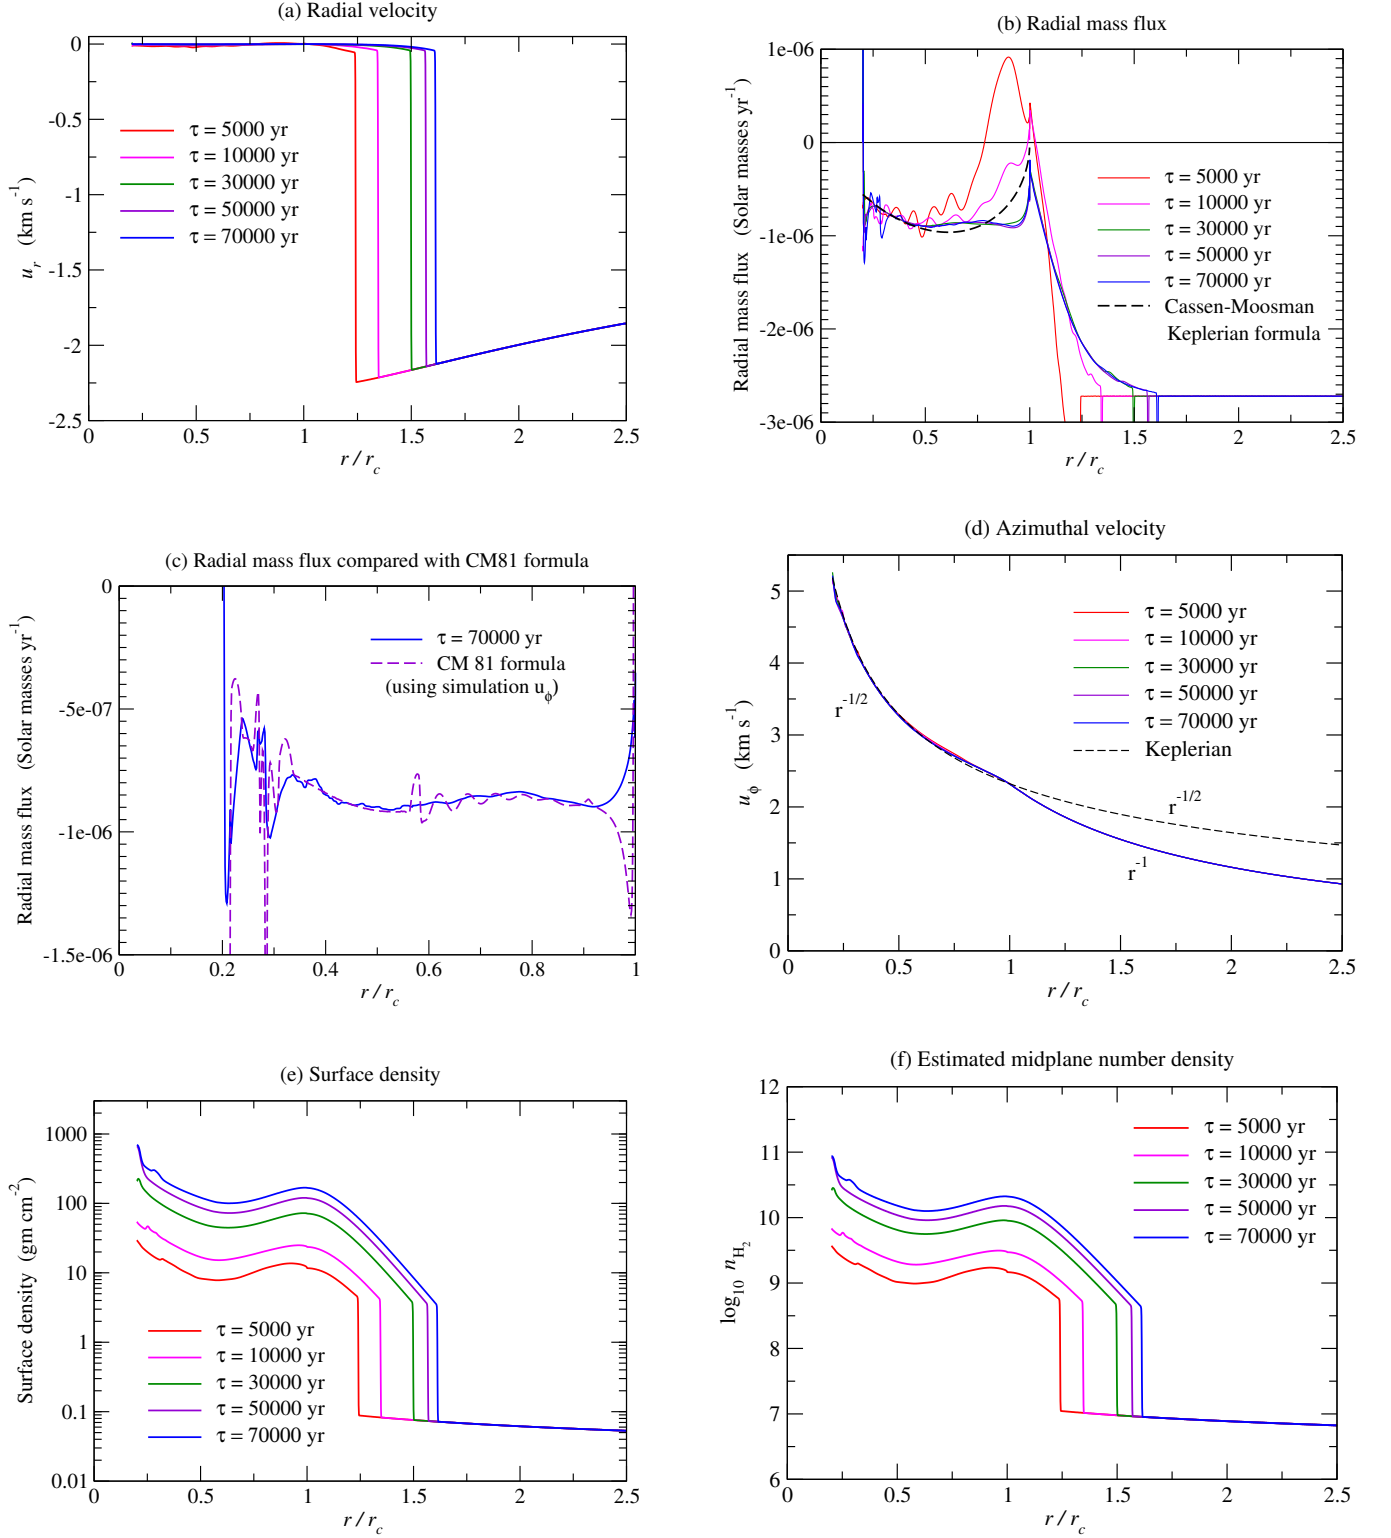 (a) Radial velocity
0
-0.5
-1
-1.5
-2
-2.5
u_r (km s^-1)
τ = 5000 yr
τ = 10000 yr
τ = 30000 yr
τ = 50000 yr
τ = 70000 yr
0 0.5 1 1.5 2 2.5
r / r_c
(b) Radial mass flux
1e-06
0
-1e-06
-2e-06
-3e-06
Radial mass flux (Solar masses yr^-1)
τ = 5000 yr
τ = 10000 yr
τ = 30000 yr
τ = 50000 yr
τ = 70000 yr
Cassen-Moosman
Keplerian formula
0 0.5 1 1.5 2 2.5
r / r_c
(c) Radial mass flux compared with CM81 formula
0
-5e-07
-1e-06
-1.5e-06
Radial mass flux (Solar masses yr^-1)
τ = 70000 yr
CM 81 formula
(using simulation u_ϕ)
0 0.2 0.4 0.6 0.8 1
r / r_c
(d) Azimuthal velocity
5
4
3
2
1
0
u_ϕ (km s^-1)
τ = 5000 yr
τ = 10000 yr
τ = 30000 yr
τ = 50000 yr
τ = 70000 yr
Keplerian
r^-1/2
r^-1/2
r^-1
0 0.5 1 1.5 2 2.5
r / r_c
(e) Surface density
1000
100
10
1
0.1
0.01
Surface density (gm cm^-2)
τ = 5000 yr
τ = 10000 yr
τ = 30000 yr
τ = 50000 yr
τ = 70000 yr
0 0.5 1 1.5 2 2.5
r / r_c
(f) Estimated midplane number density
12
11
10
9
8
7
6
log_10 n_H_2
τ = 5000 yr
τ = 10000 yr
τ = 30000 yr
τ = 50000 yr
τ = 70000 yr
0 0.5 1 1.5 2 2.5
r / r_c